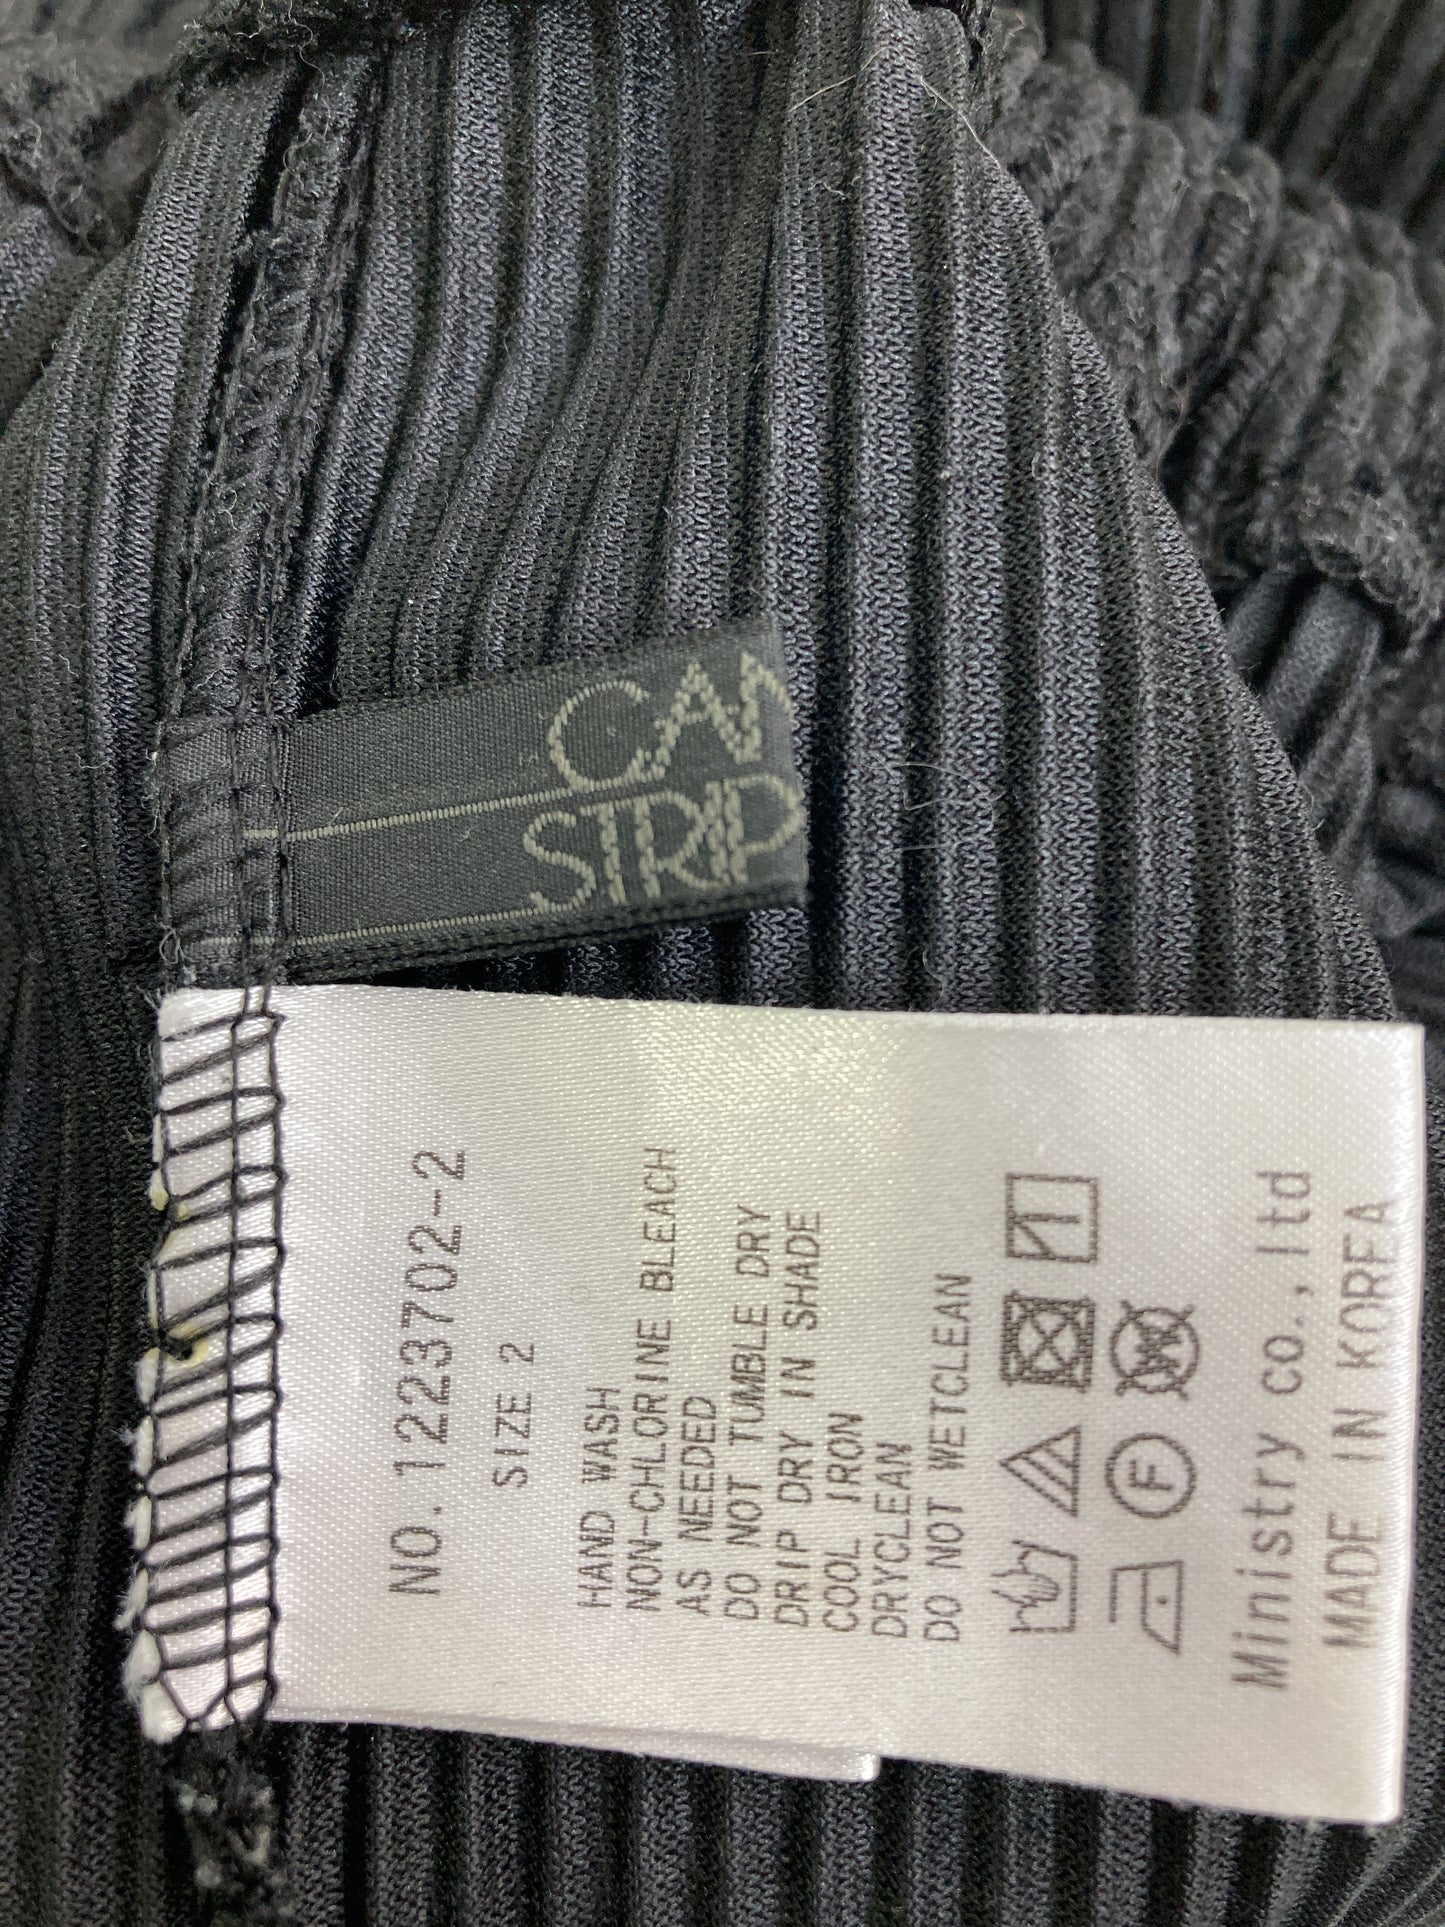 CAN
STRIP
NO.1223702-2
SIZE 2
HAND WASH
NON-CHLORINE BLEACH
AS NEEDED
DO NOT TUMBLE DRY
DRIP DRY IN SHADE
COOL IRON
DRYCLEAN
DO NOT WETCLEAN
F
W
Ministry co.,ltd
MADE IN KOREA